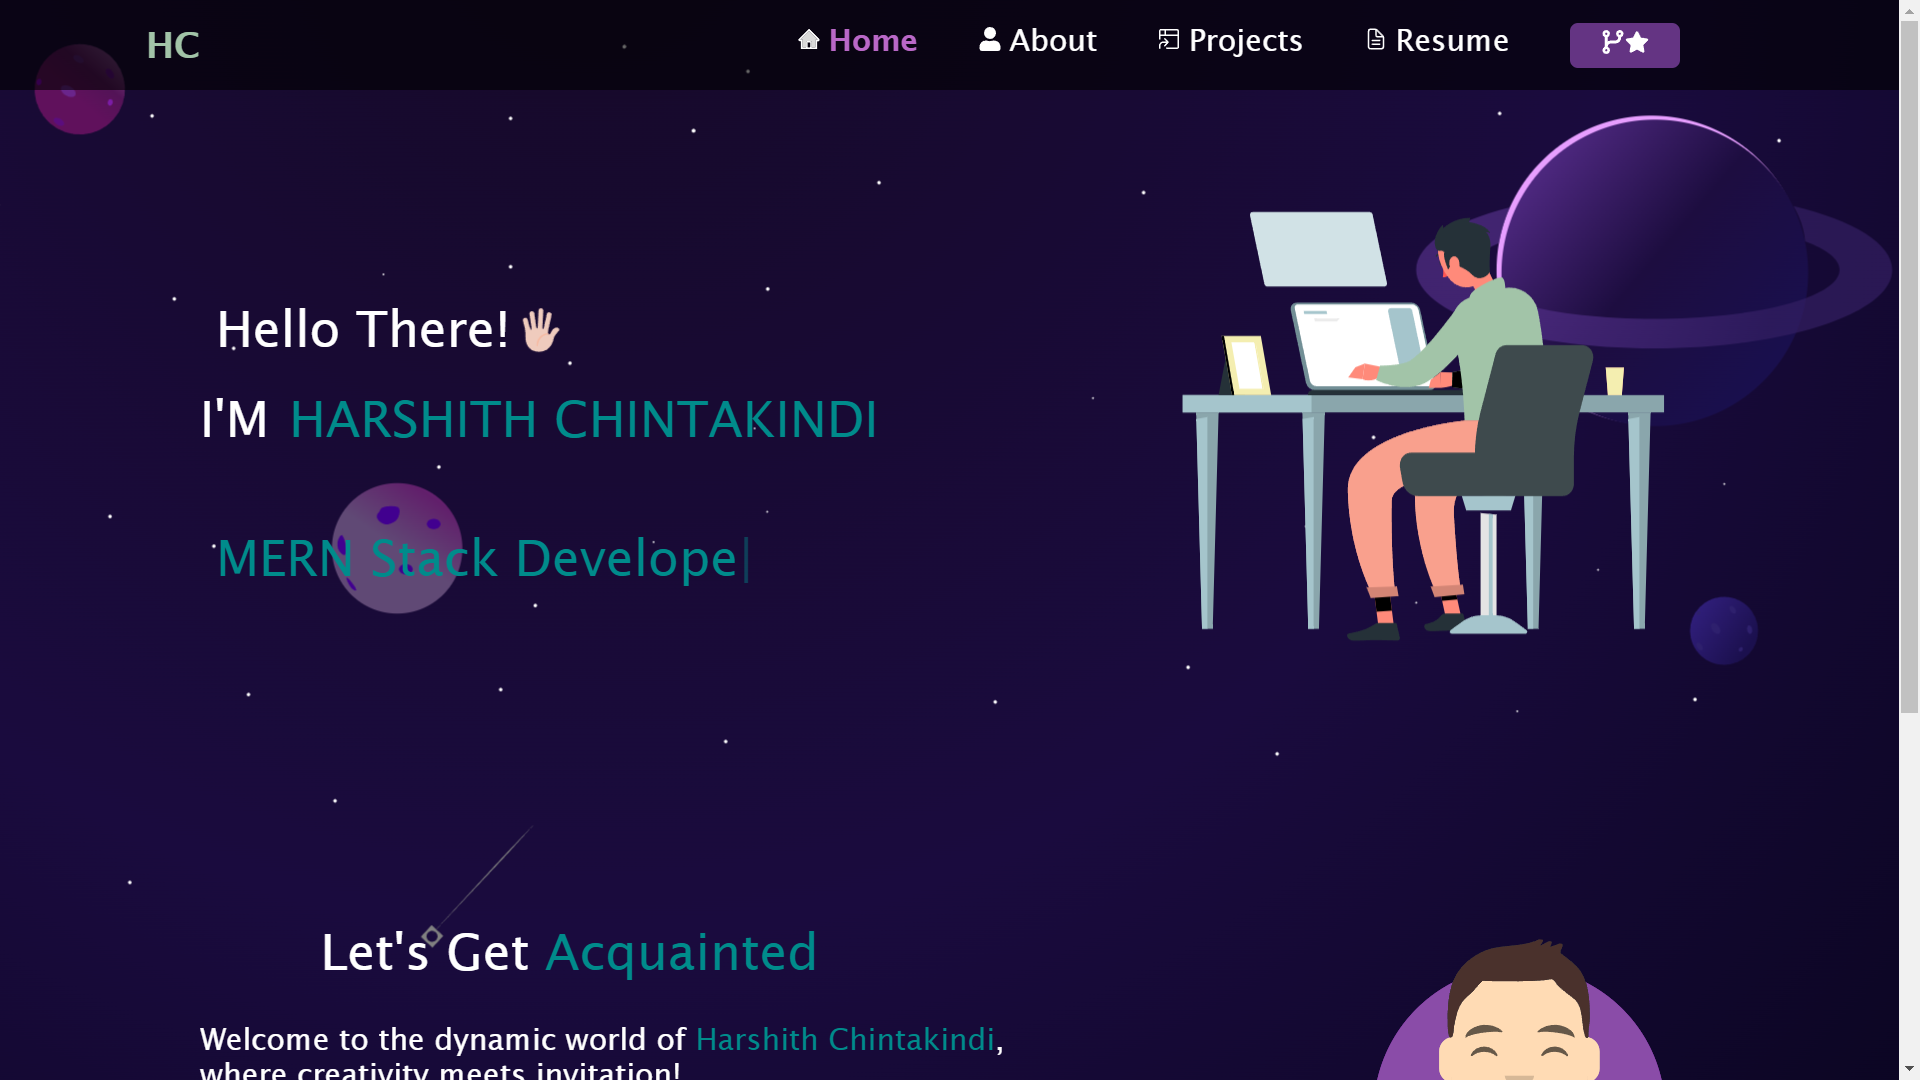 HC
Home
About
Projects
Resume
Hello There!
I'M HARSHITH CHINTAKINDI
MERN Stack Develope
Let's Get Acquainted
Welcome to the dynamic world of Harshith Chintakindi,
where creativity meets invitation!